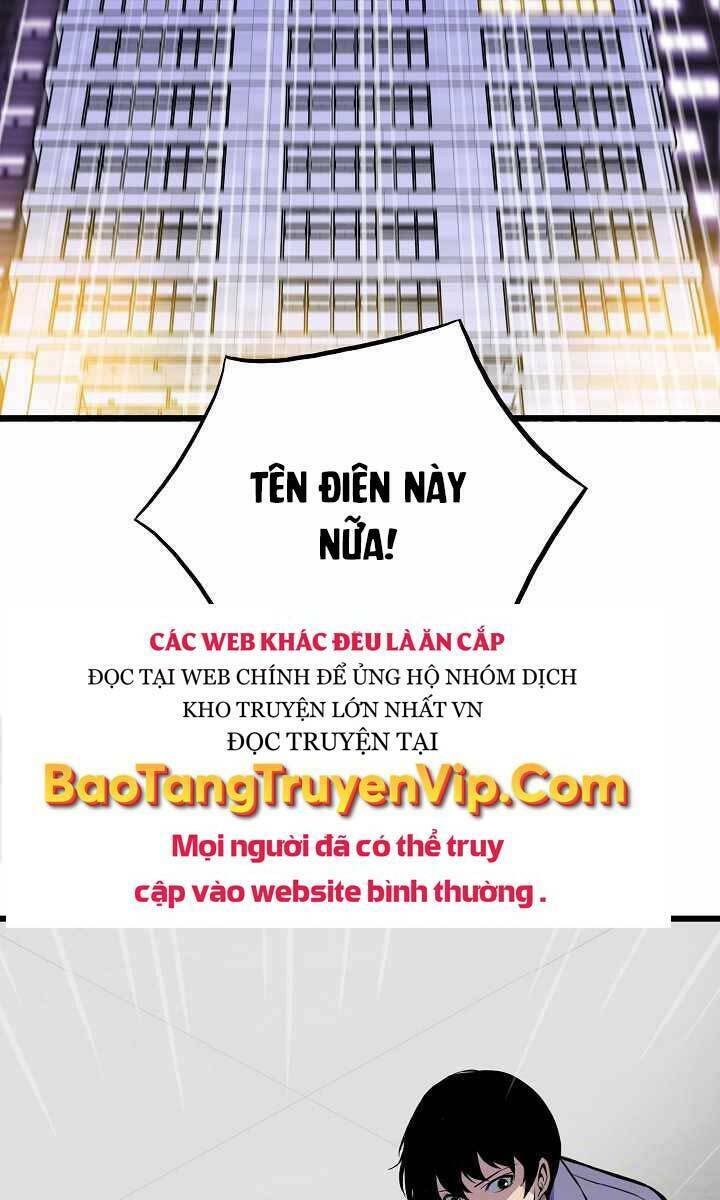 TÊN ĐIÊN NÀY
NỮA!
CÁC WEB KHÁC ĐỀU LÀ ĂN CẮP
ĐỌC TẠI WEB CHÍNH ĐỂ ỦNG HỘ NHÓM DỊCH
KHO TRUYỆN LỚN NHẤT VN
ĐỌC TRUYỆN TẠI
BaoTangTruyenVip.Com
Mọi người đã có thể truy
cập vào website bình thường.